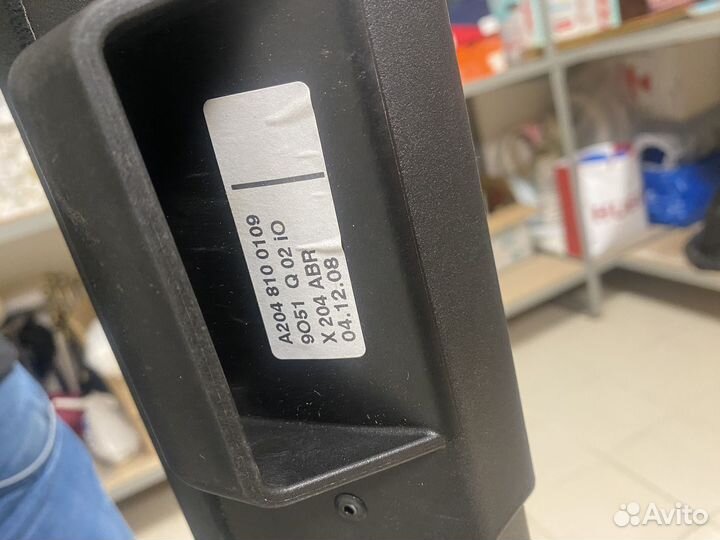 A204 810 0109
9O51 Q 02 iO
X 204 ABR
04.12.08
Avito